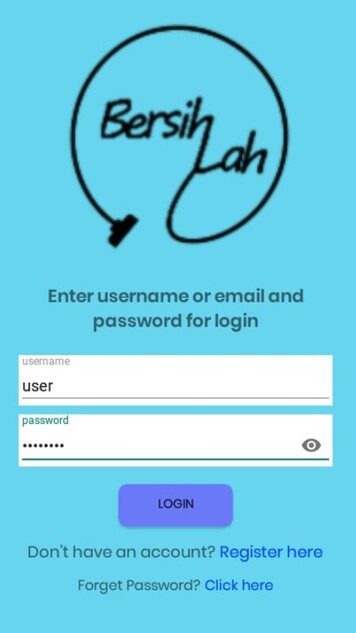 Bersih
Lah
Enter username or email and
password for login
username
user
password
••••••••
LOGIN
Don't have an account? Register here
Forget Password? Click here